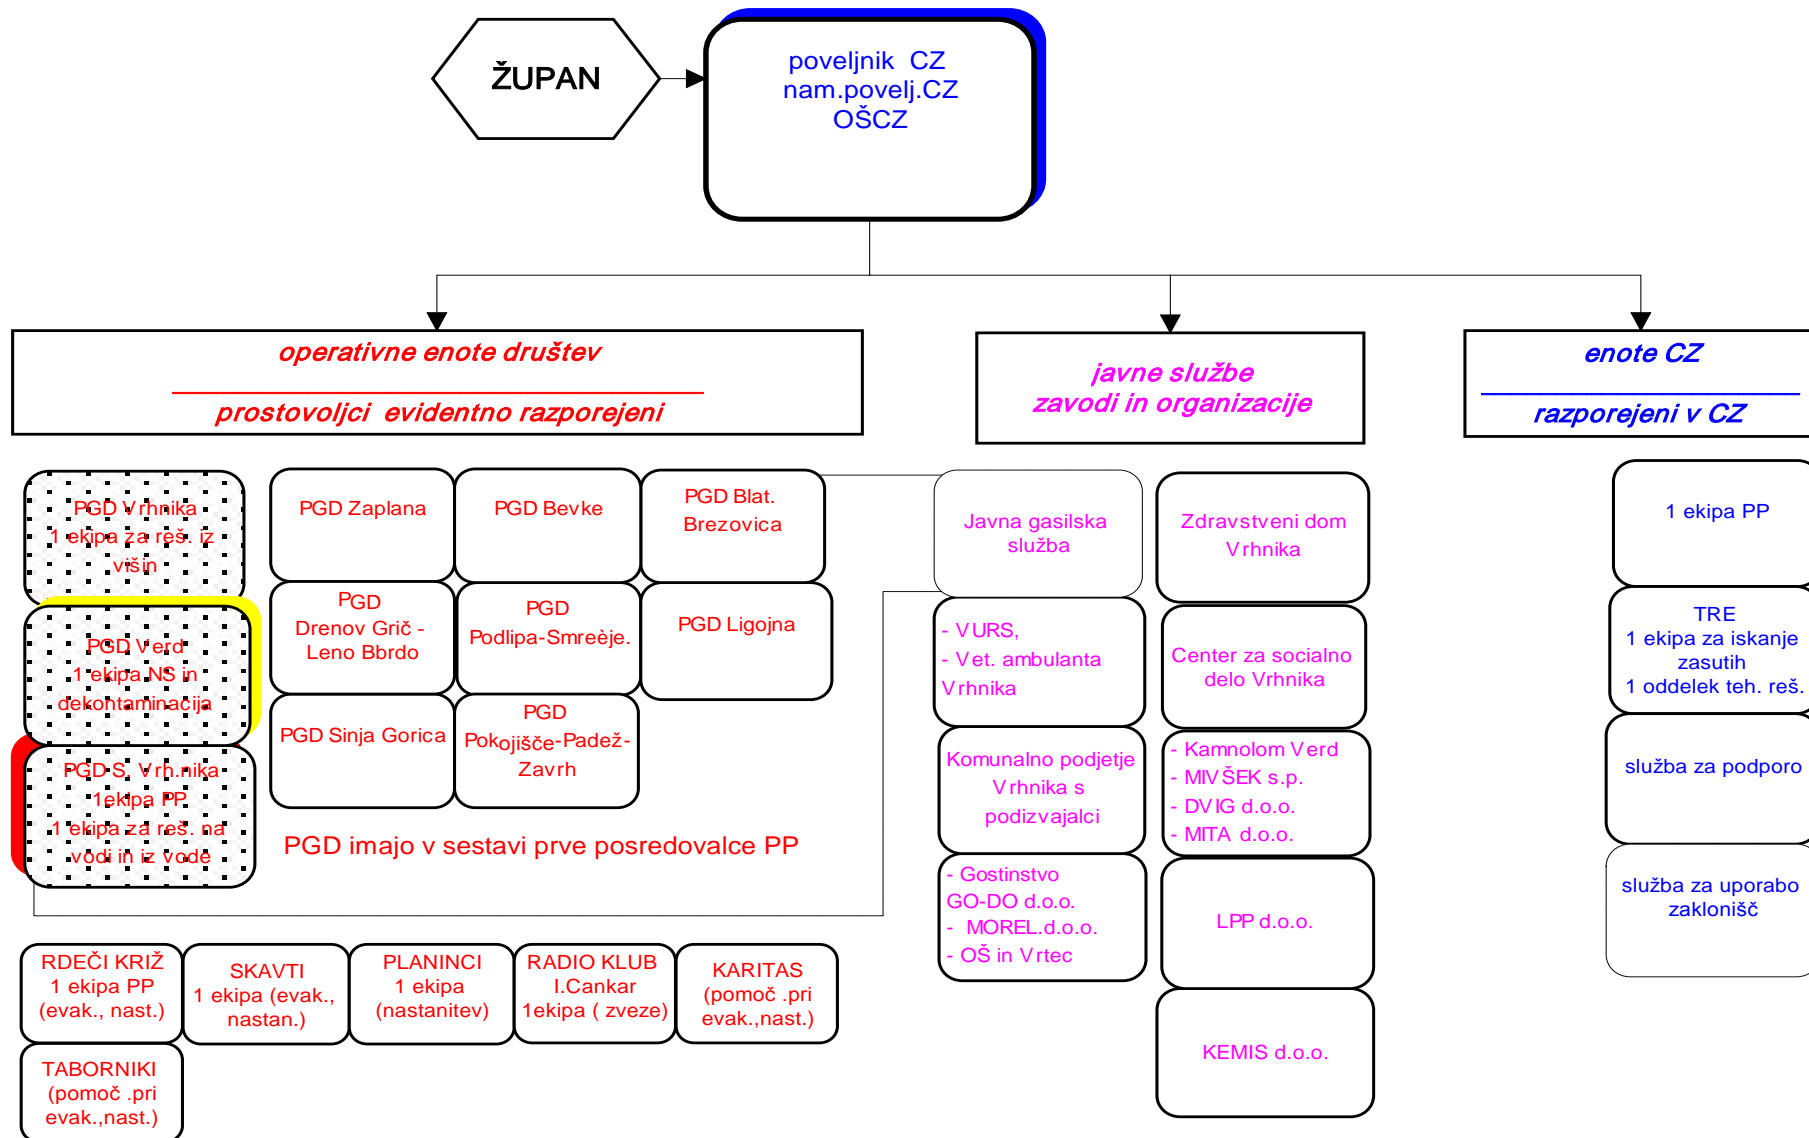 ŽUPAN
poveljnik CZ
nam.povelj.CZ
OŠCZ
operativne enote društev
prostovoljci evidentno razporejeni
javne službe
zavodi in organizacije
enote CZ
razporejeni v CZ
PGD Vrhnika
1 ekipa za reš. iz
višin
PGD Zaplana
PGD Bevke
PGD Blat.
Brezovica
PGD Verd
1 ekipa NS in
dekontaminacija
PGD
Drenov Grič -
Leno Bbrdo
PGD
Podlipa-Smreèje.
PGD Ligojna
PGD S. Vrh.nika
1ekipa PP
1 ekipa za reš. na
vodi in iz vode
PGD Sinja Gorica
PGD
Pokojišče-Padež-
Zavrh
PGD imajo v sestavi prve posredovalce PP
RDEČI KRIŽ
1 ekipa PP
(evak., nast.)
SKAVTI
1 ekipa (evak.,
nastan.)
PLANINCI
1 ekipa
(nastanitev)
RADIO KLUB
I.Cankar
1ekipa ( zveze)
KARITAS
(pomoč .pri
evak.,nast.)
TABORNIKI
(pomoč .pri
evak.,nast.)
Javna gasilska
služba
Zdravstveni dom
Vrhnika
- VURS,
- Vet. ambulanta
Vrhnika
Center za socialno
delo Vrhnika
Komunalno podjetje
Vrhnika s
podizvajalci
- Kamnolom Verd
- MIVŠEK s.p.
- DVIG d.o.o.
- MITA d.o.o.
- Gostinstvo
GO-DO d.o.o.
- MOREL.d.o.o.
- OŠ in Vrtec
LPP d.o.o.
KEMIS d.o.o.
1 ekipa PP
TRE
1 ekipa za iskanje
zasutih
1 oddelek teh. reš.
služba za podporo
služba za uporabo
zaklonišč